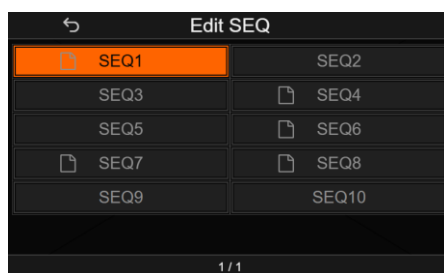 Edit SEQ
SEQ1 SEQ2
SEQ3 SEQ4
SEQ5 SEQ6
SEQ7 SEQ8
SEQ9 SEQ10
1/1